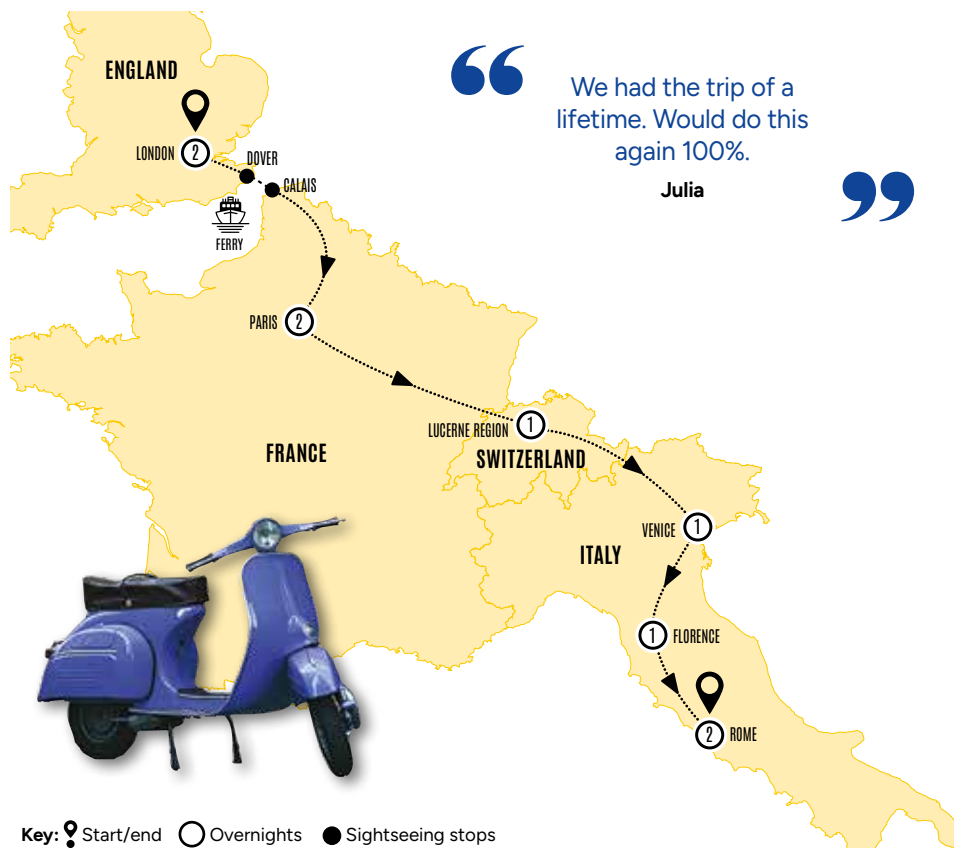 ENGLAND
LONDON
2
DOVER
CALAIS
FERRY
“
We had the trip of a
lifetime. Would do this
again 100%.
Julia
”
PARIS
2
LUCERNE REGION
1
FRANCE
SWITZERLAND
VENICE
1
ITALY
1
FLORENCE
2
ROME
Key: Start/end Overnights Sightseeing stops